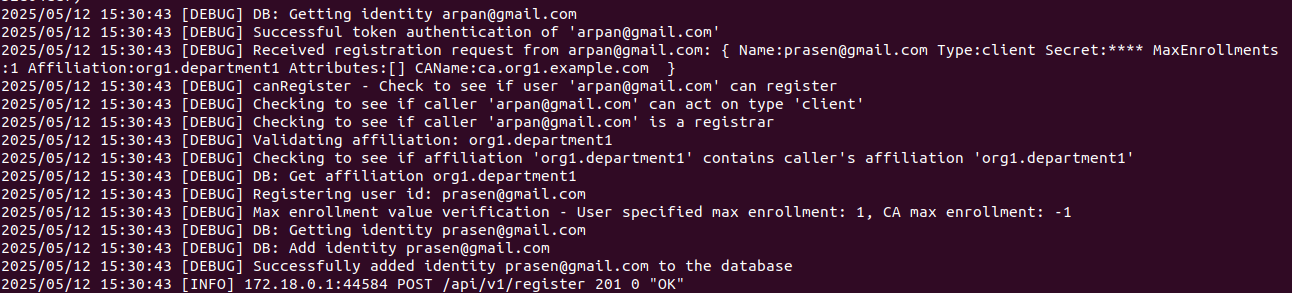 2025/05/12 15:30:43 [DEBUG] DB: Getting identity arpan@gmail.com
2025/05/12 15:30:43 [DEBUG] Successful token authentication of 'arpan@gmail.com'
2025/05/12 15:30:43 [DEBUG] Received registration request from arpan@gmail.com: { Name:prasen@gmail.com Type:client Secret:**** MaxEnrollments
:1 Affiliation:org1.department1 Attributes:[] CAName:ca.org1.example.com  }
2025/05/12 15:30:43 [DEBUG] canRegister - Check to see if user 'arpan@gmail.com' can register
2025/05/12 15:30:43 [DEBUG] Checking to see if caller 'arpan@gmail.com' can act on type 'client'
2025/05/12 15:30:43 [DEBUG] Checking to see if caller 'arpan@gmail.com' is a registrar
2025/05/12 15:30:43 [DEBUG] Validating affiliation: org1.department1
2025/05/12 15:30:43 [DEBUG] Checking to see if affiliation 'org1.department1' contains caller's affiliation 'org1.department1'
2025/05/12 15:30:43 [DEBUG] DB: Get affiliation org1.department1
2025/05/12 15:30:43 [DEBUG] Registering user id: prasen@gmail.com
2025/05/12 15:30:43 [DEBUG] Max enrollment value verification - User specified max enrollment: 1, CA max enrollment: -1
2025/05/12 15:30:43 [DEBUG] DB: Getting identity prasen@gmail.com
2025/05/12 15:30:43 [DEBUG] DB: Add identity prasen@gmail.com
2025/05/12 15:30:43 [DEBUG] Successfully added identity prasen@gmail.com to the database
2025/05/12 15:30:43 [INFO] 172.18.0.1:44584 POST /api/v1/register 201 0 "OK"